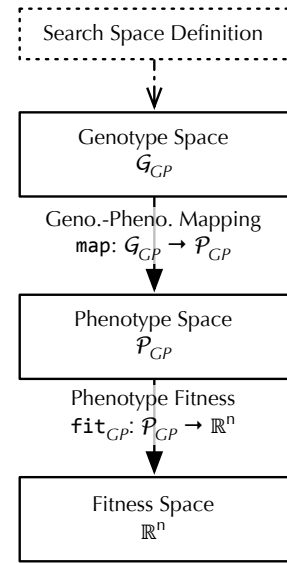 Search Space Definition
Genotype Space
𝒢_GP
Geno.-Pheno. Mapping
map: 𝒢_GP → 𝒫_GP
Phenotype Space
𝒫_GP
Phenotype Fitness
fit_GP: 𝒫_GP → ℝⁿ
Fitness Space
ℝⁿ